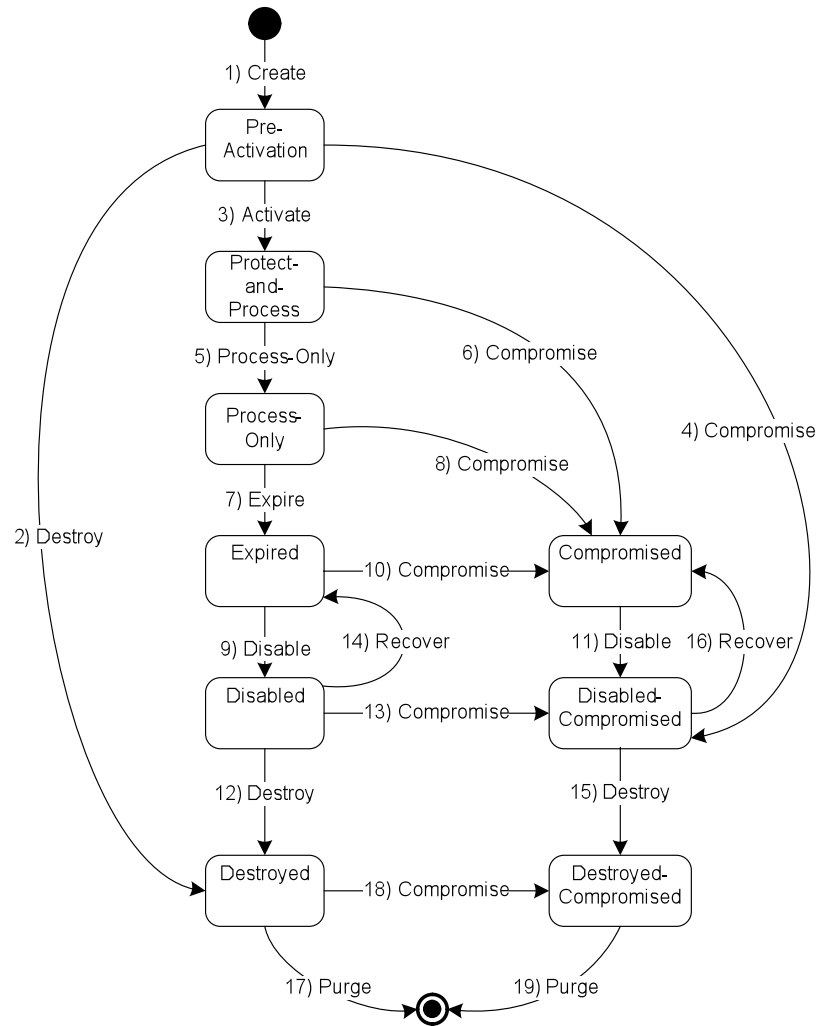 1) Create
Pre-
Activation
3) Activate
Protect-
and-
Process
5) Process-Only
6) Compromise
Process-
Only
4) Compromise
8) Compromise
7) Expire
2) Destroy
Expired
10) Compromise
Compromised
9) Disable
14) Recover
11) Disable
16) Recover
Disabled
13) Compromise
Disabled-
Compromised
12) Destroy
15) Destroy
Destroyed
18) Compromise
Destroyed-
Compromised
17) Purge
19) Purge